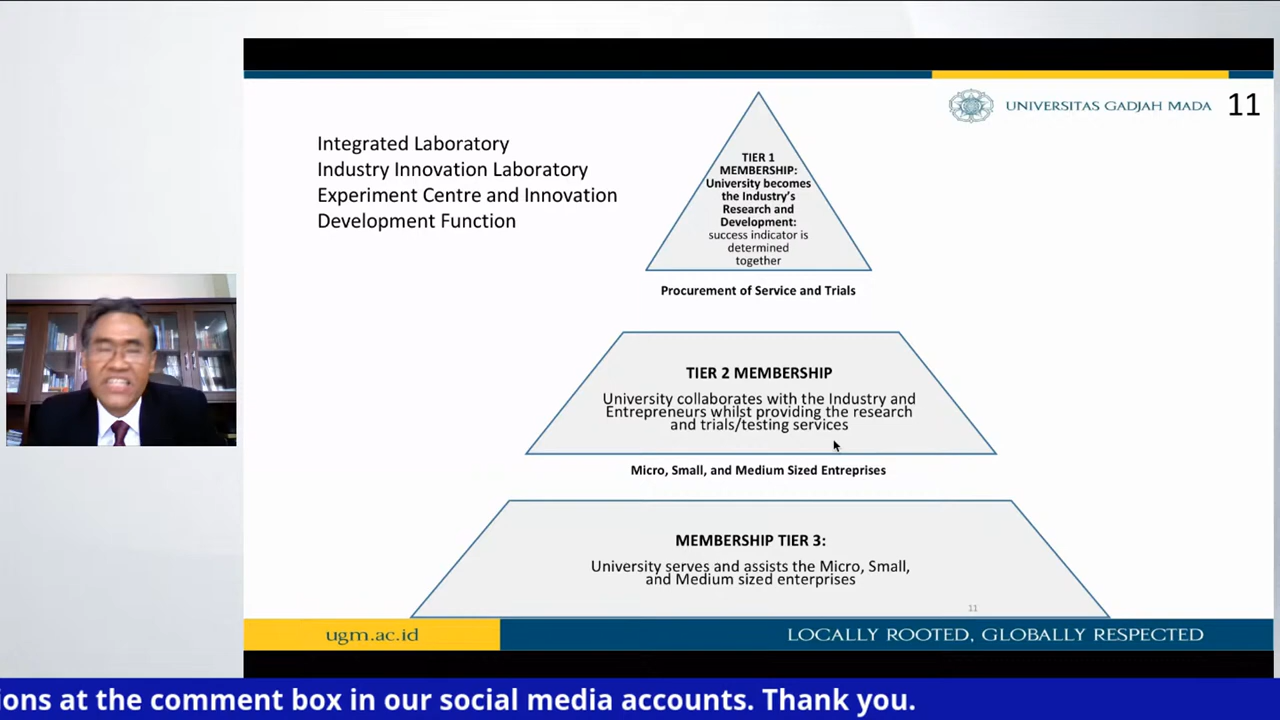 UNIVERSITAS GADJAH MADA 11
Integrated Laboratory
Industry Innovation Laboratory
Experiment Centre and Innovation
Development Function
TIER 1
MEMBERSHIP:
University becomes
the Industry's
Research and
Development:
success indicator is
determined
together
Procurement of Service and Trials
TIER 2 MEMBERSHIP
University collaborates with the Industry and
Entrepreneurs whilst providing the research
and trials/testing services
Micro, Small, and Medium Sized Entreprises
MEMBERSHIP TIER 3:
University serves and assists the Micro, Small,
and Medium sized enterprises
11
ugm.ac.id
LOCALLY ROOTED, GLOBALLY RESPECTED
ions at the comment box in our social media accounts. Thank you.